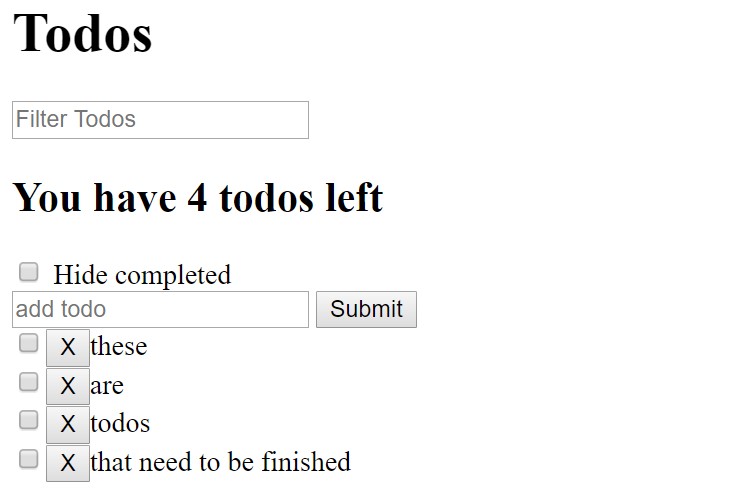 Todos
Filter Todos
You have 4 todos left
Hide completed
add todo Submit
X these
X are
X todos
X that need to be finished